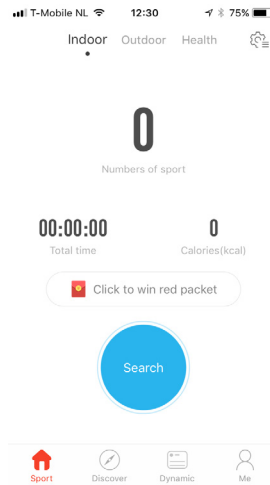 T-Mobile NL 12:30 75%
Indoor Outdoor Health
0
Numbers of sport
00:00:00 0
Total time Calories(kcal)
Click to win red packet
Search
Sport Discover Dynamic Me